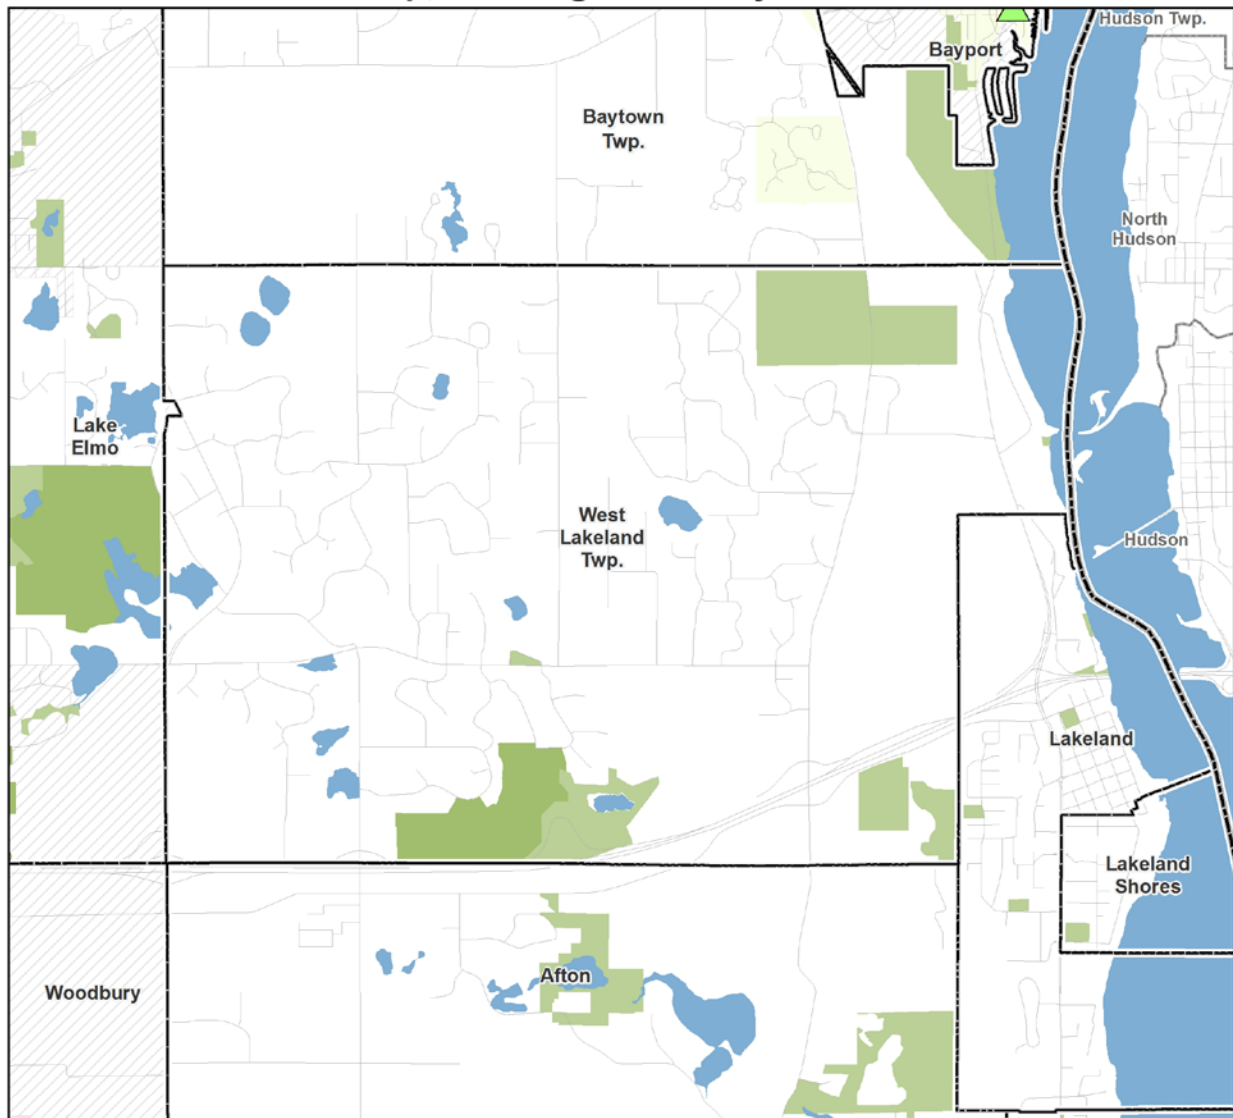 Hudson Twp.
Bayport
Baytown
Twp.
North
Hudson
Lake
Elmo
West
Lakeland
Twp.
Hudson
Lakeland
Lakeland
Shores
Afton
Woodbury